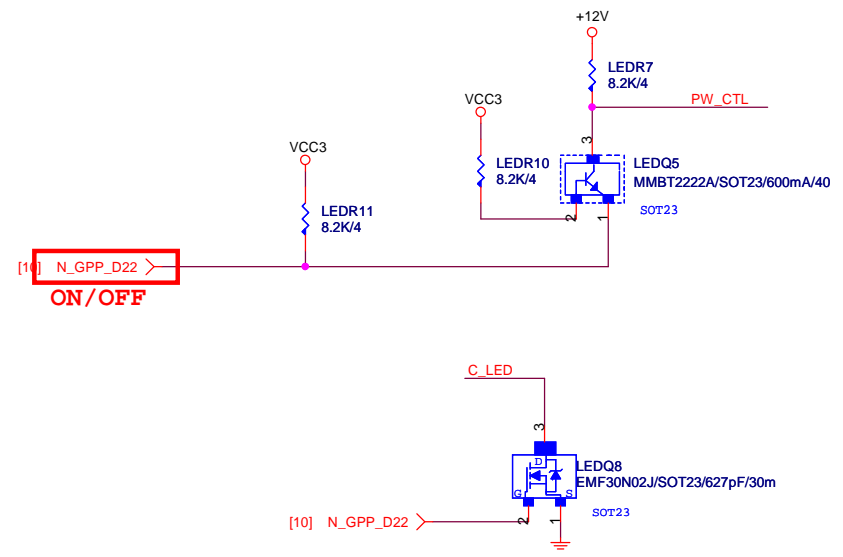 +12V
LEDR7
8.2K/4
PW_CTL
VCC3
3
LEDR10
8.2K/4
LEDQ5
MMBT2222A/SOT23/600mA/40
SOT23
2
1
VCC3
LEDR11
8.2K/4
[10] N_GPP_D22
ON/OFF
C_LED
3
D
G
S
LEDQ8
EMF30N02J/SOT23/627pF/30m
SOT23
2
1
[10] N_GPP_D22